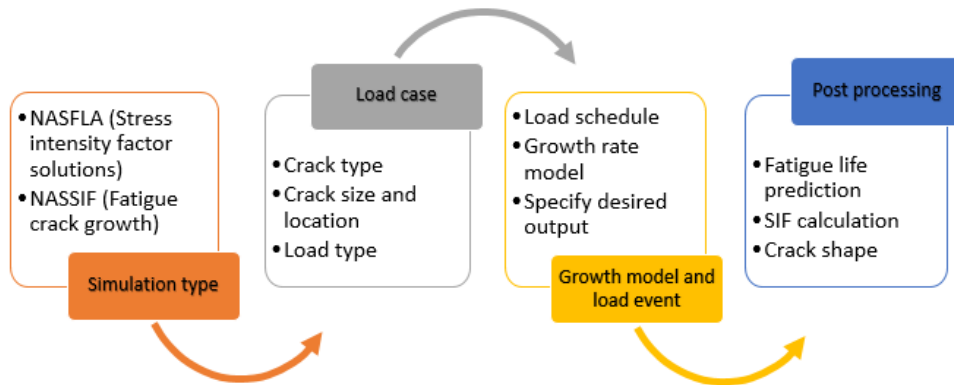 • NASFLA (Stress
intensity factor
solutions)
• NASSIF (Fatigue
crack growth)
Simulation type
Load case
• Crack type
• Crack size and
location
• Load type
• Load schedule
• Growth rate
model
• Specify desired
output
Growth model and
load event
Post processing
• Fatigue life
prediction
• SIF calculation
• Crack shape